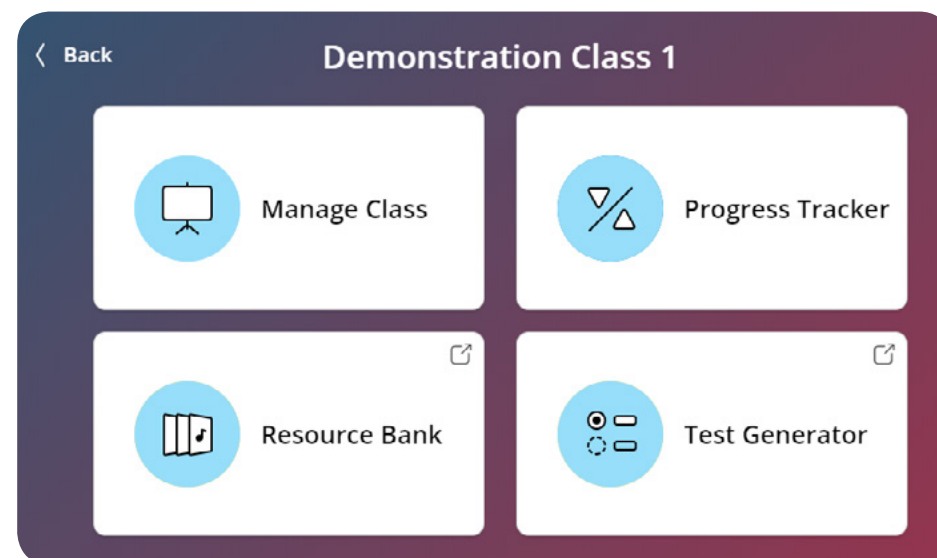 Back
Demonstration Class 1
Manage Class
Progress Tracker
Resource Bank
Test Generator